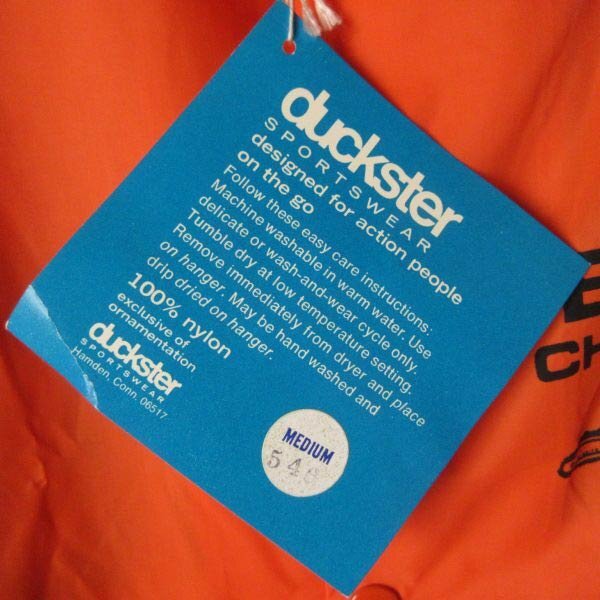 duckster
SPORTSWEAR
designed for action people
on the go
Follow these easy care instructions:
Machine washable in warm water. Use
delicate or wash-and-wear cycle only.
Tumble dry at low temperature setting.
Remove immediately from dryer and place
on hanger. May be hand washed and
drip dried on hanger.
100% nylon
exclusive of
ornamentation
duckster
SPORTSWEAR
Hamden, Conn. 06517
MEDIUM
CH